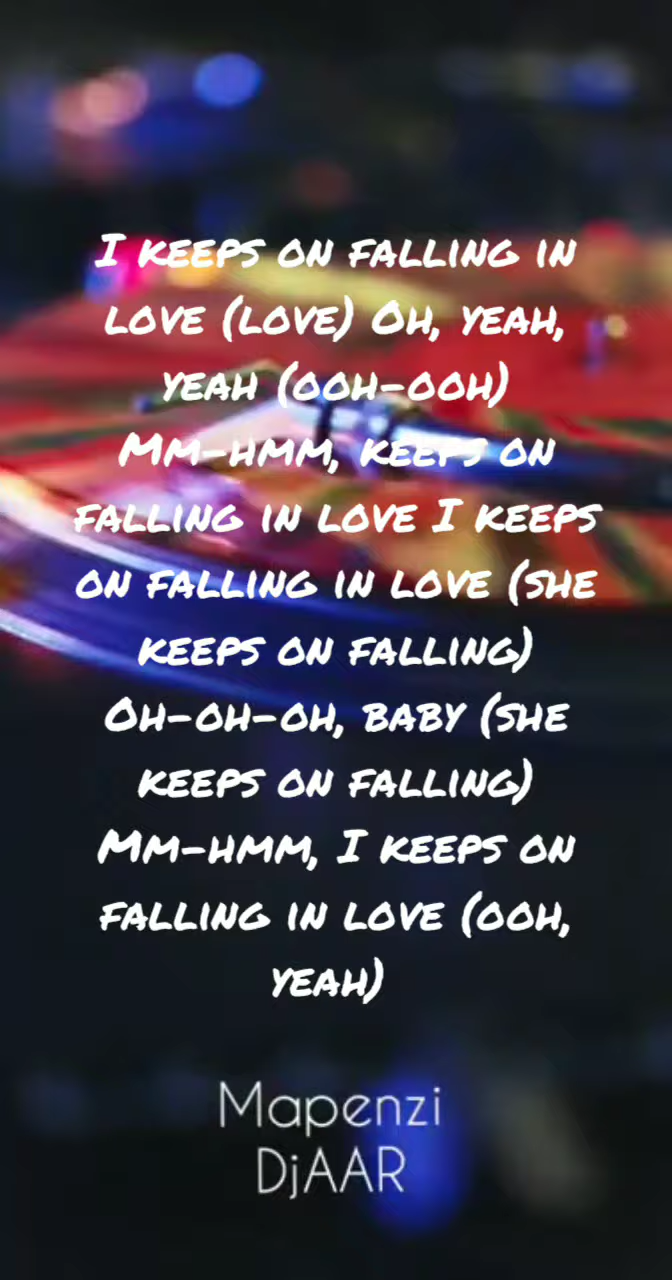 I keeps on falling in
love (love) Oh, yeah,
yeah (ooh-ooh)
Mm-hmm, keeps on
falling in love I keeps
on falling in love (she
keeps on falling)
Oh-oh-oh, baby (she
keeps on falling)
Mm-hmm, I keeps on
falling in love (ooh,
yeah)
Mapenzi
DjAAR